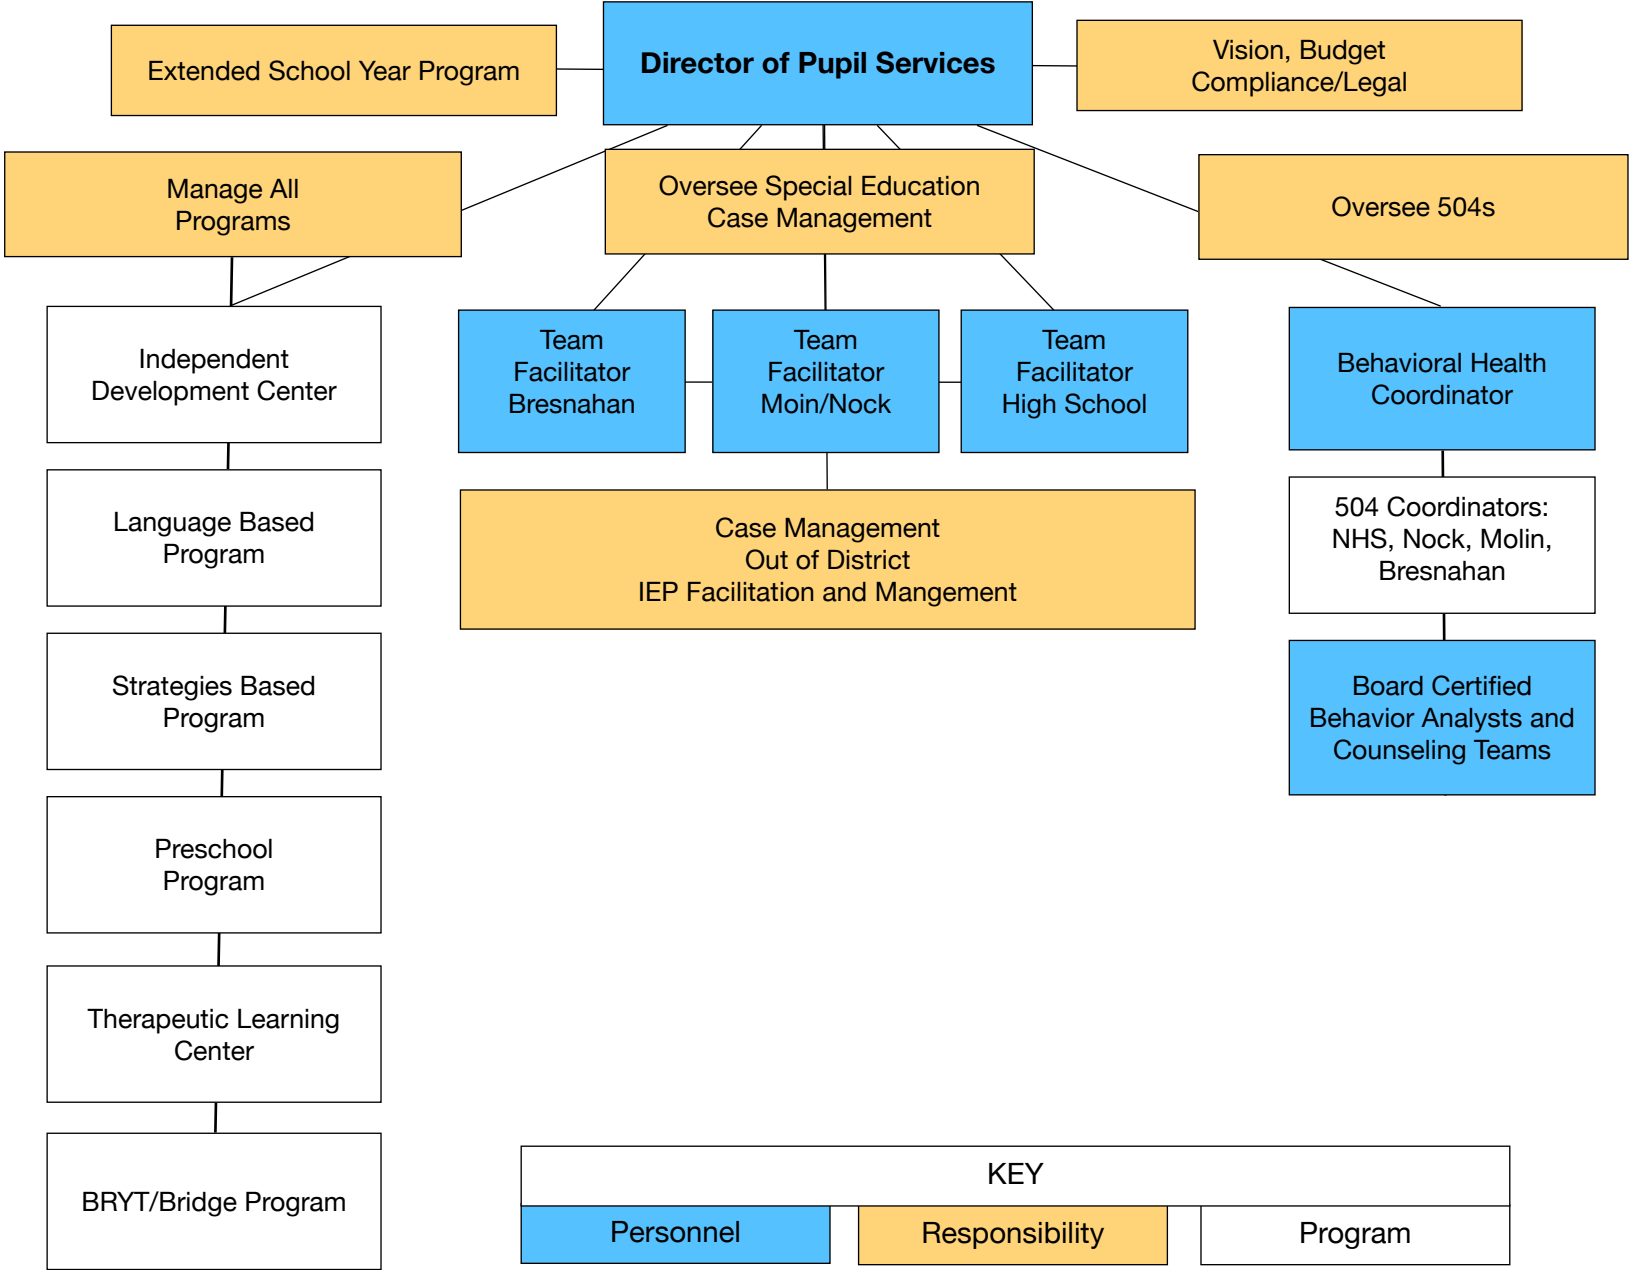 Extended School Year Program
Director of Pupil Services
Vision, Budget
Compliance/Legal
Manage All
Programs
Oversee Special Education
Case Management
Oversee 504s
Independent
Development Center
Team
Facilitator
Bresnahan
Team
Facilitator
Moin/Nock
Team
Facilitator
High School
Behavioral Health
Coordinator
Language Based
Program
Case Management
Out of District
IEP Facilitation and Mangement
504 Coordinators:
NHS, Nock, Molin,
Bresnahan
Strategies Based
Program
Board Certified
Behavior Analysts and
Counseling Teams
Preschool
Program
Therapeutic Learning
Center
BRYT/Bridge Program
KEY
Personnel
Responsibility
Program